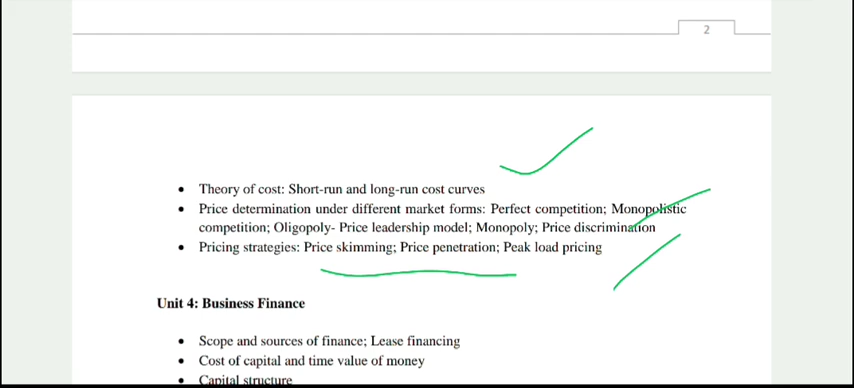 2
• Theory of cost: Short-run and long-run cost curves
• Price determination under different market forms: Perfect competition; Monopolistic
competition; Oligopoly- Price leadership model; Monopoly; Price discrimination
• Pricing strategies: Price skimming; Price penetration; Peak load pricing
Unit 4: Business Finance
• Scope and sources of finance; Lease financing
• Cost of capital and time value of money
• Capital structure